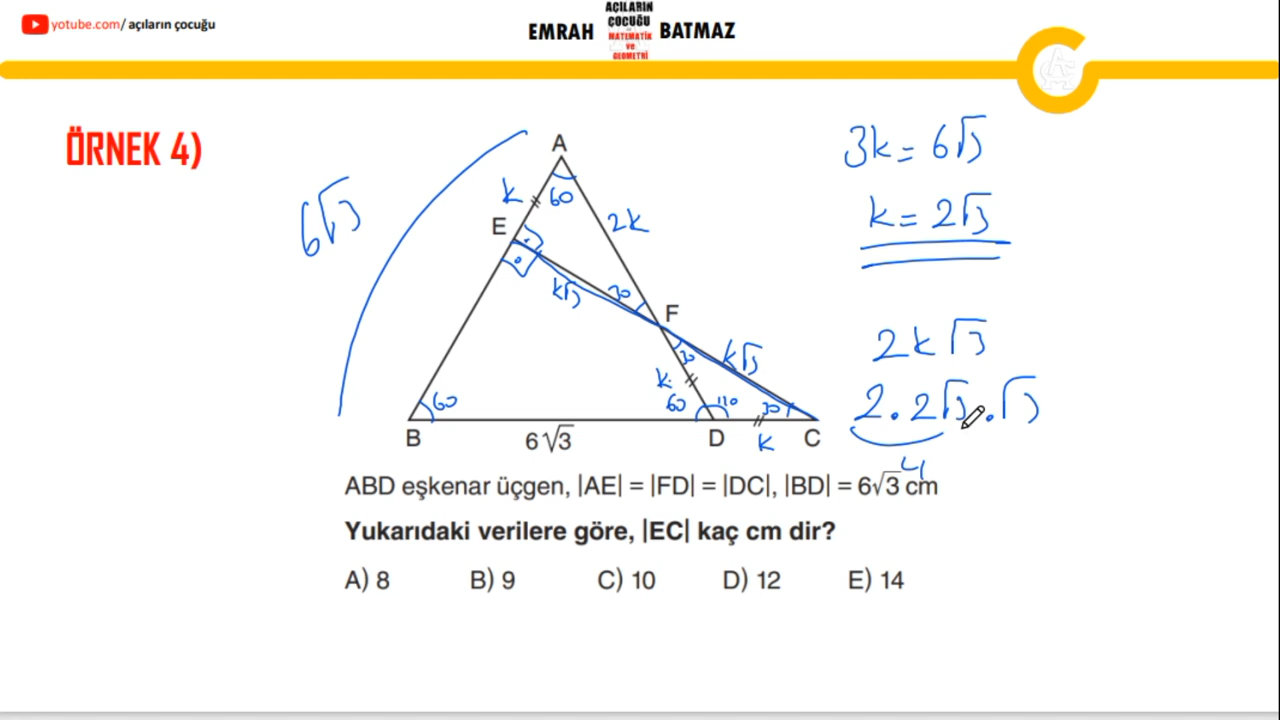 yotube.com/ açıların çocuğu
EMRAH AÇILARIN ÇOCUĞU MATEMATİK ve GEOMETRİ BATMAZ
ÖRNEK 4)
3k = 6√3
k = 2√3
6√3
A
k
60
2k
E
k√3
30
F
30
k√3
k
2k√3
2.2√3.√3
4
60
60
110
30
B
6√3
D
k
C
ABD eşkenar üçgen, |AE| = |FD| = |DC|, |BD| = 6√3 cm
Yukarıdaki verilere göre, |EC| kaç cm dir?
A) 8 B) 9 C) 10 D) 12 E) 14